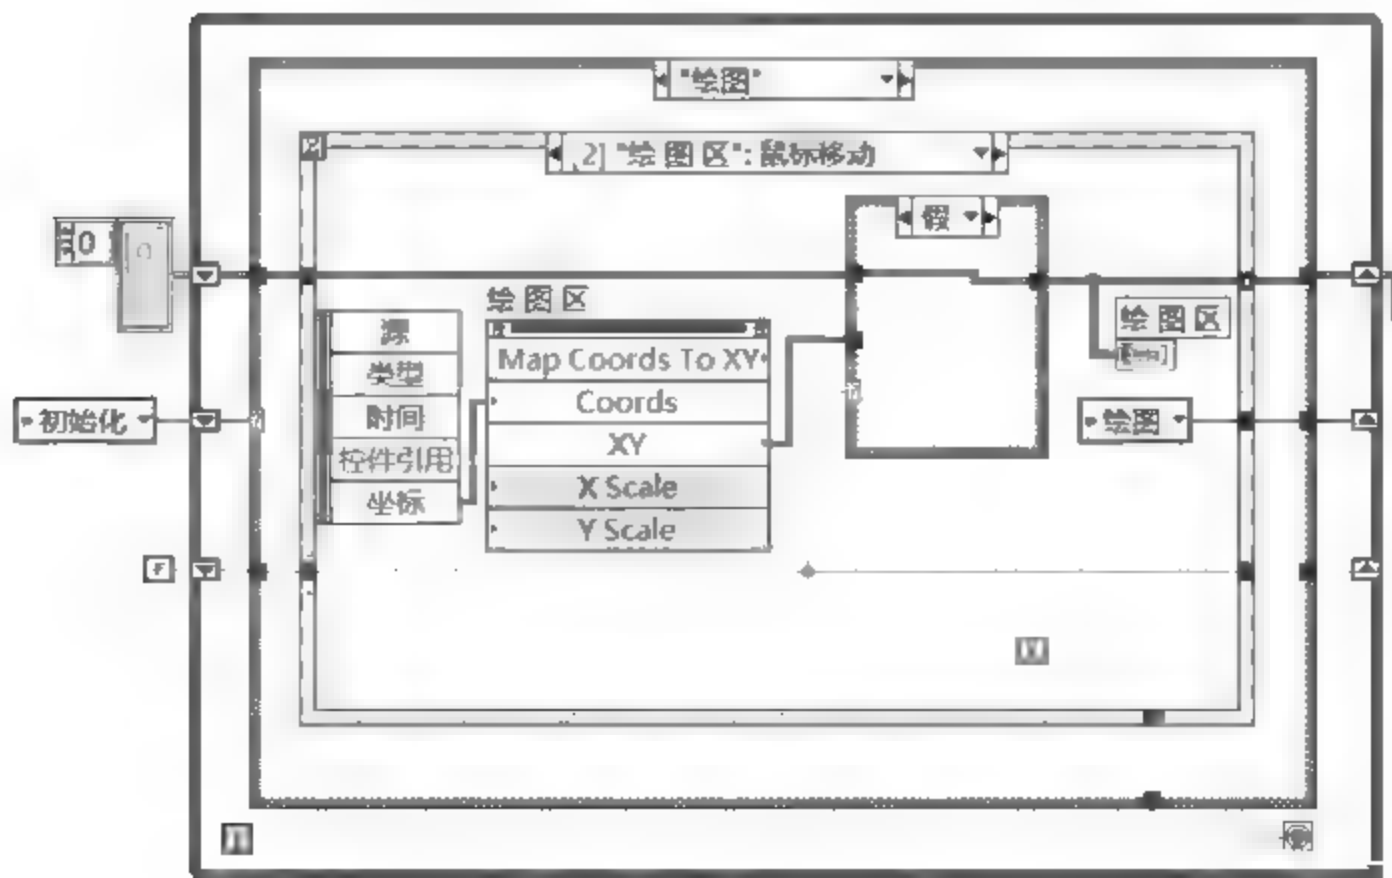 "绘图"
[2] "绘图区": 鼠标移动
假
0
绘图区
绘图区
源
类型
时间
控件引用
坐标
Map Coords To XY
Coords
XY
X Scale
Y Scale
初始化
绘图
F